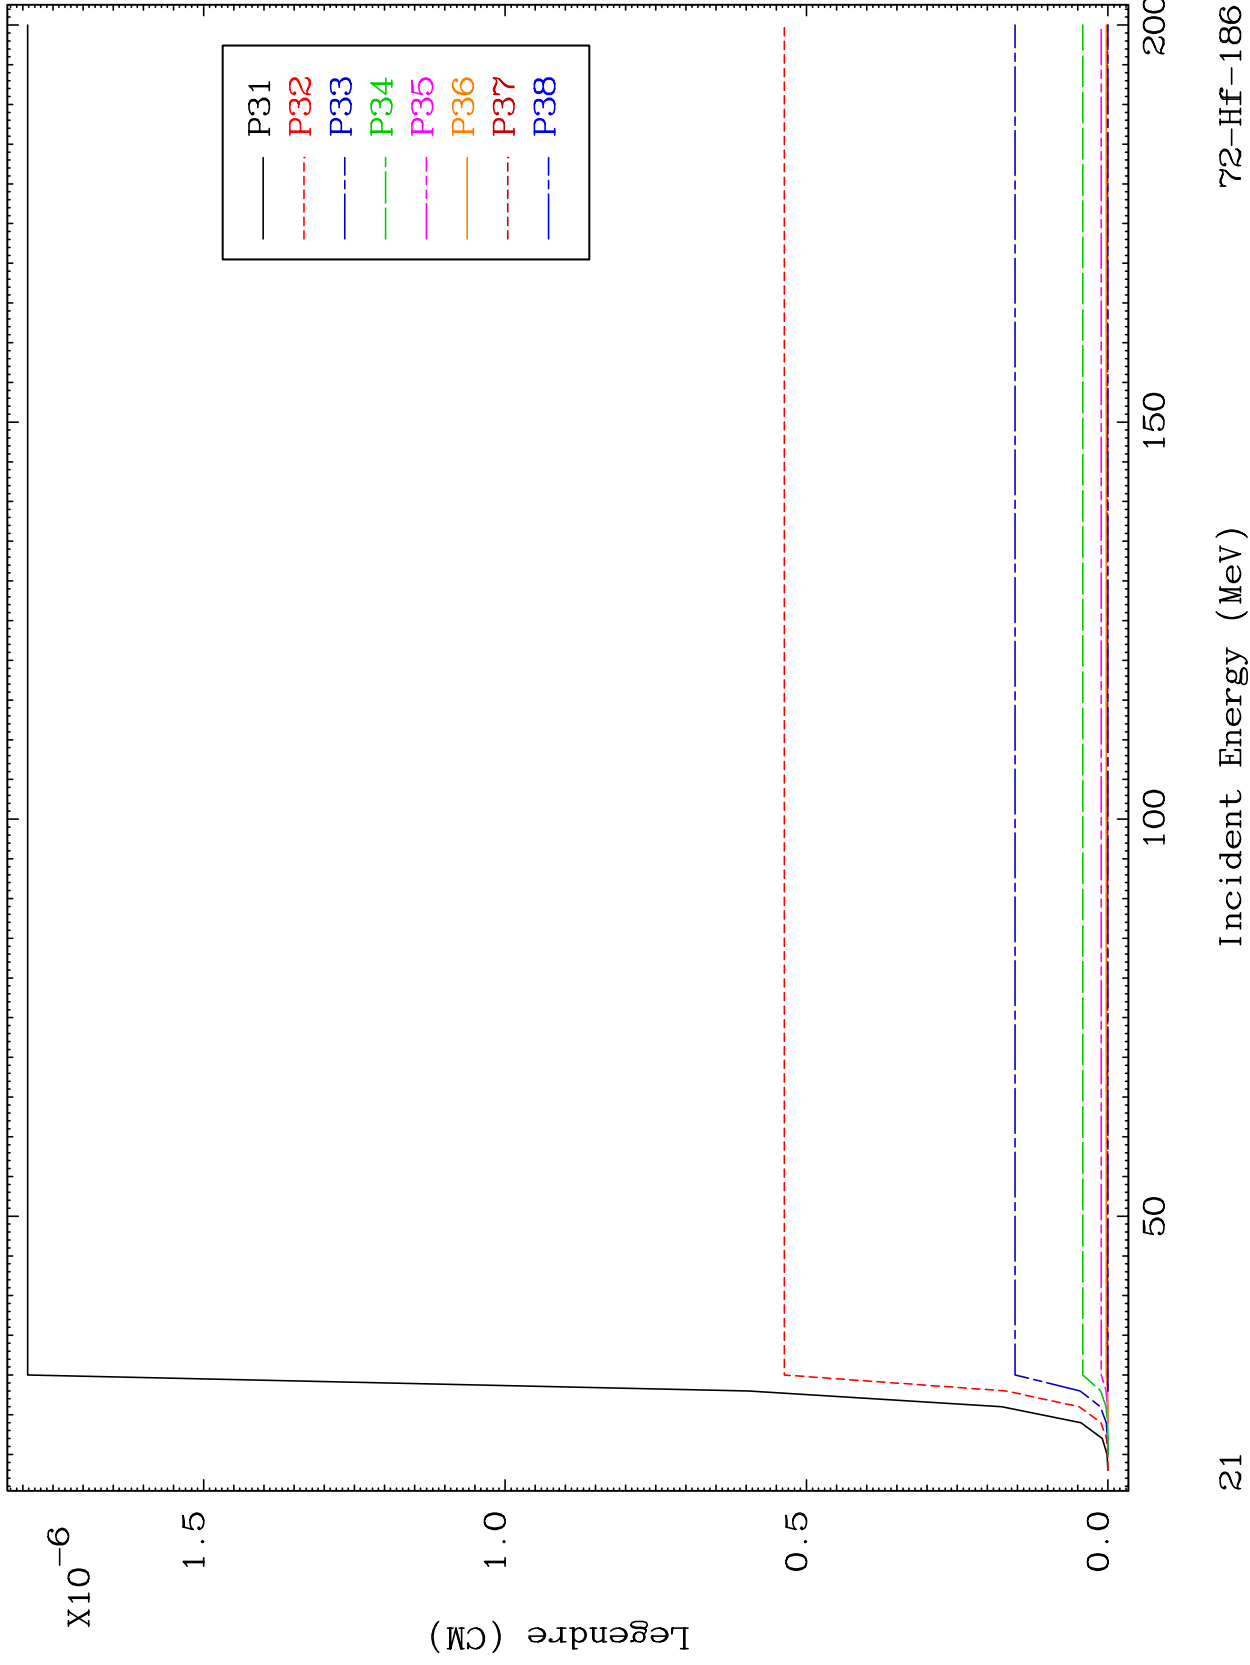 X10-6
1.5
1.0
0.5
0.0
Legendre (CM)
P31
P32
P33
P34
P35
P36
P37
P38
50
100
150
200
Incident Energy (MeV)
21
72-Hf-186